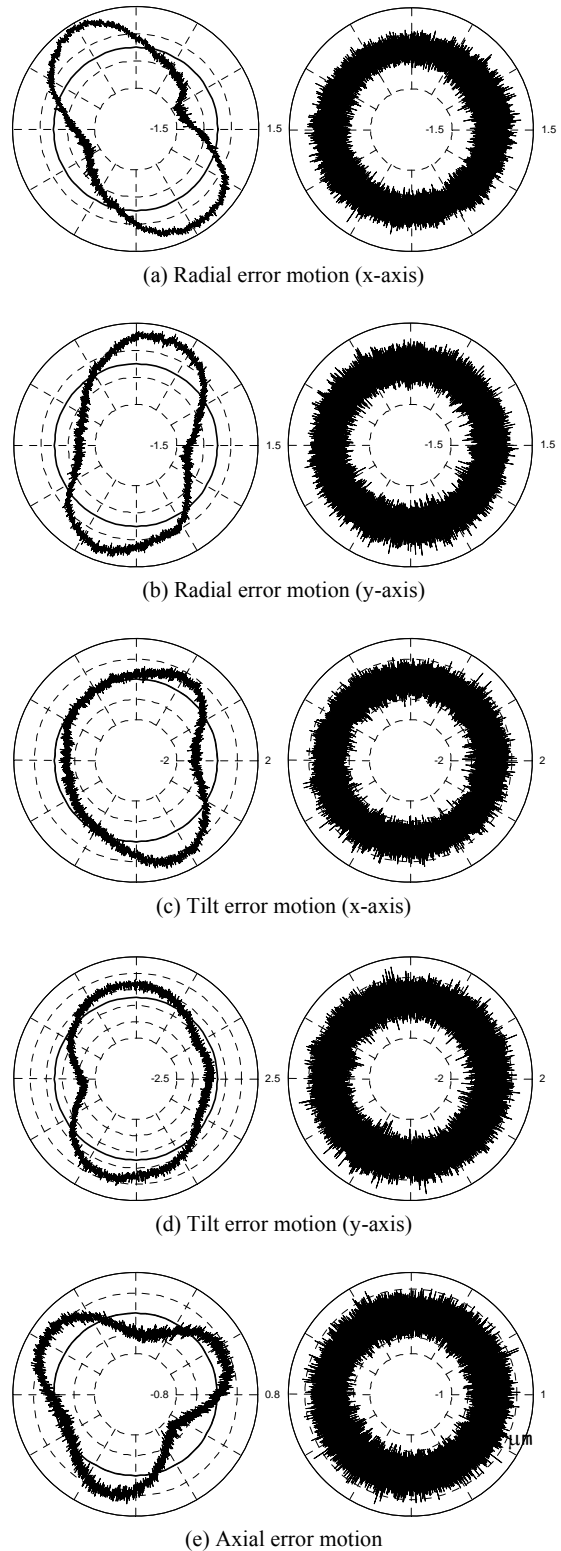 -1.5 1.5 -1.5 1.5
(a) Radial error motion (x-axis)
-1.5 1.5 -1.5 1.5
(b) Radial error motion (y-axis)
-2 2 -2 2
(c) Tilt error motion (x-axis)
-2.5 2.5 -2 2
(d) Tilt error motion (y-axis)
-0.8 0.8 -1 1
μm
(e) Axial error motion